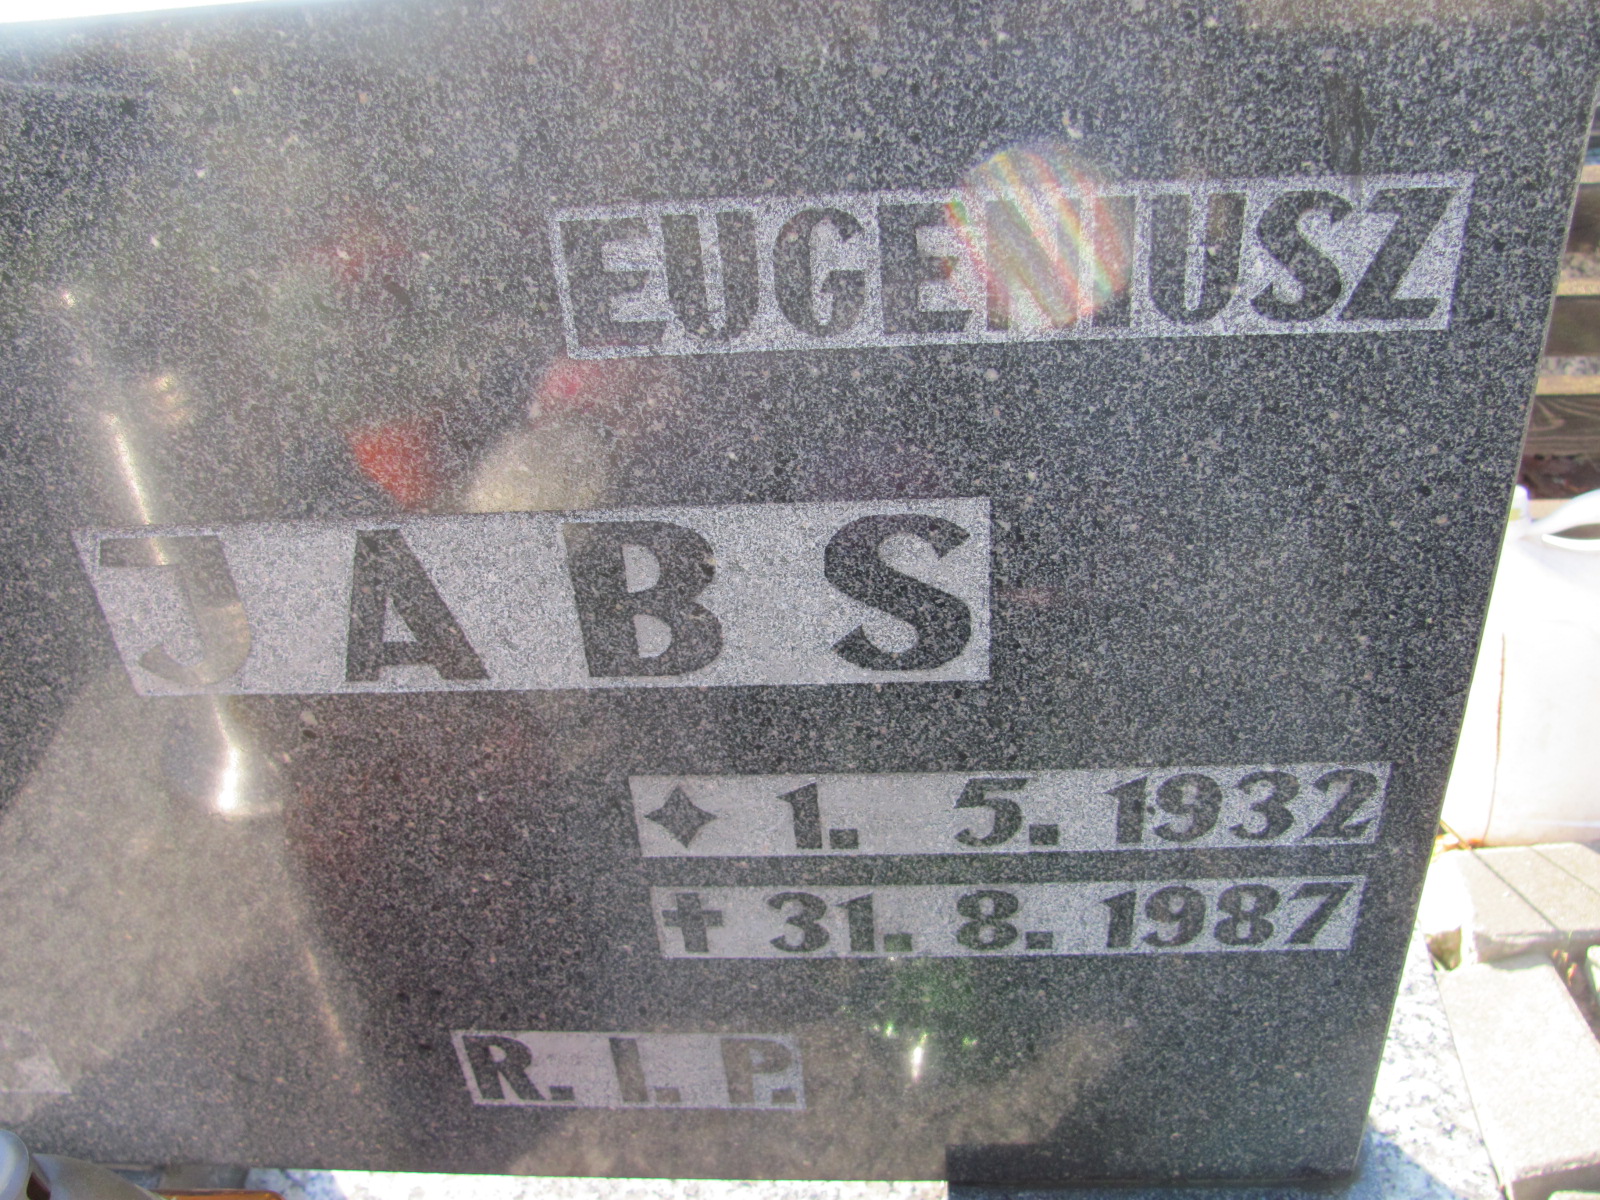 EUGENIUSZ
JABS
✦ 1. 5. 1932
✝ 31. 8. 1987
R. I. P.